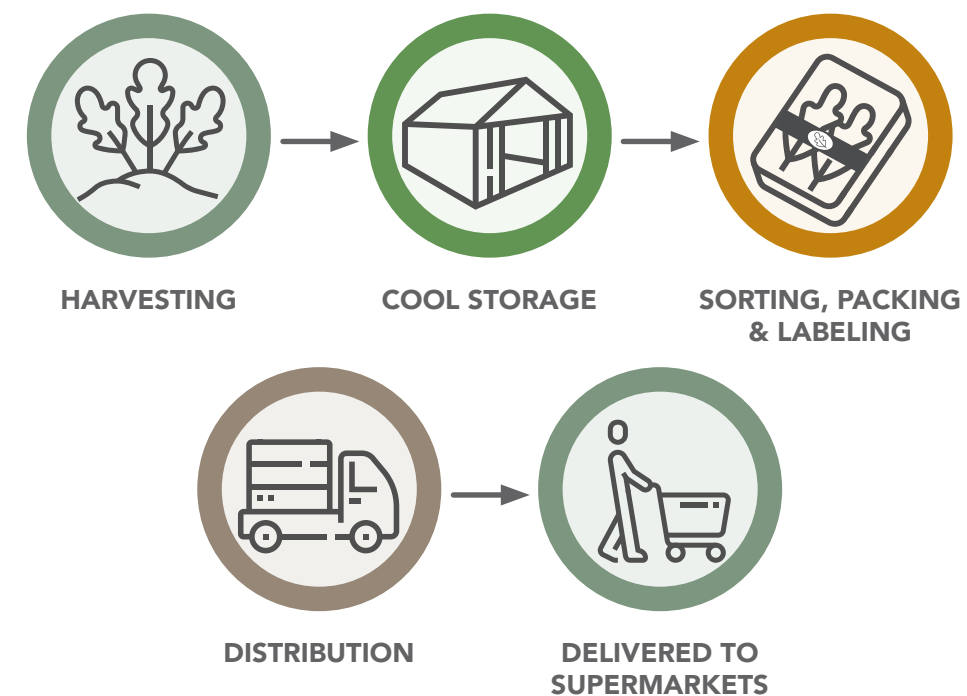 HARVESTING
COOL STORAGE
SORTING, PACKING
& LABELING
DISTRIBUTION
DELIVERED TO
SUPERMARKETS